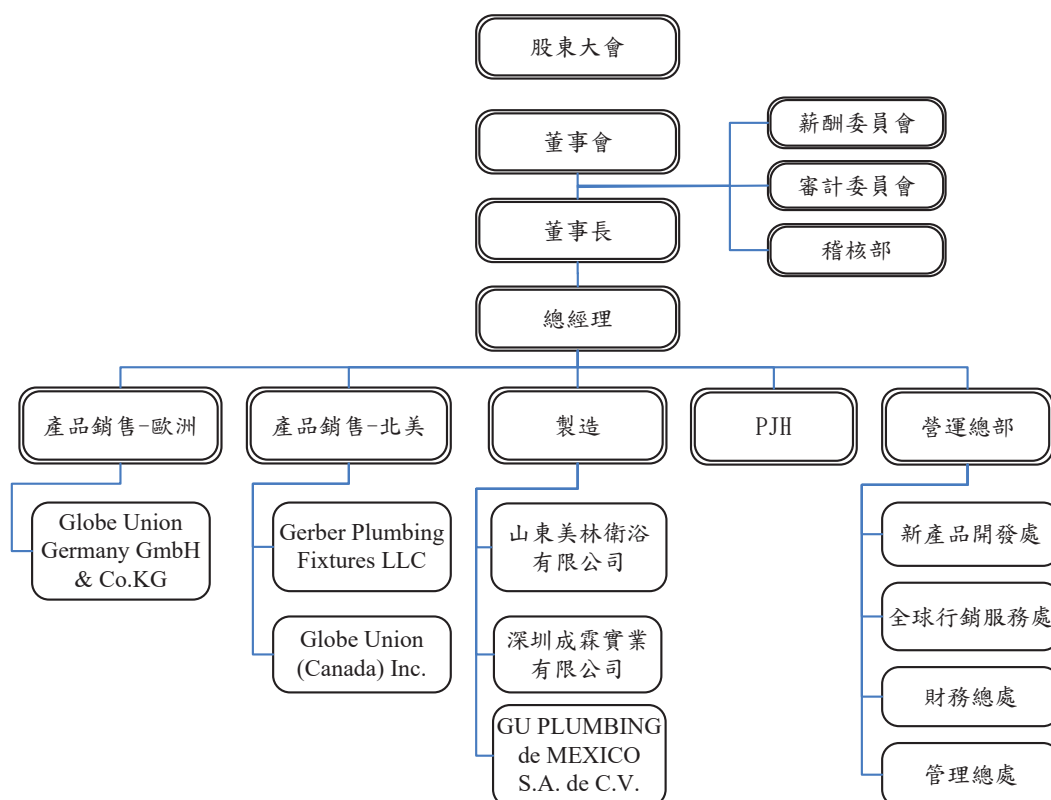 股東大會
董事會
薪酬委員會
審計委員會
董事長
稽核部
總經理
產品銷售-歐洲
產品銷售-北美
製造
PJH
營運總部
Globe Union
Germany GmbH
& Co.KG
Gerber Plumbing
Fixtures LLC
Globe Union
(Canada) Inc.
山東美林衛浴
有限公司
深圳成霖實業
有限公司
GU PLUMBING
de MEXICO
S.A. de C.V.
新產品開發處
全球行銷服務處
財務總處
管理總處